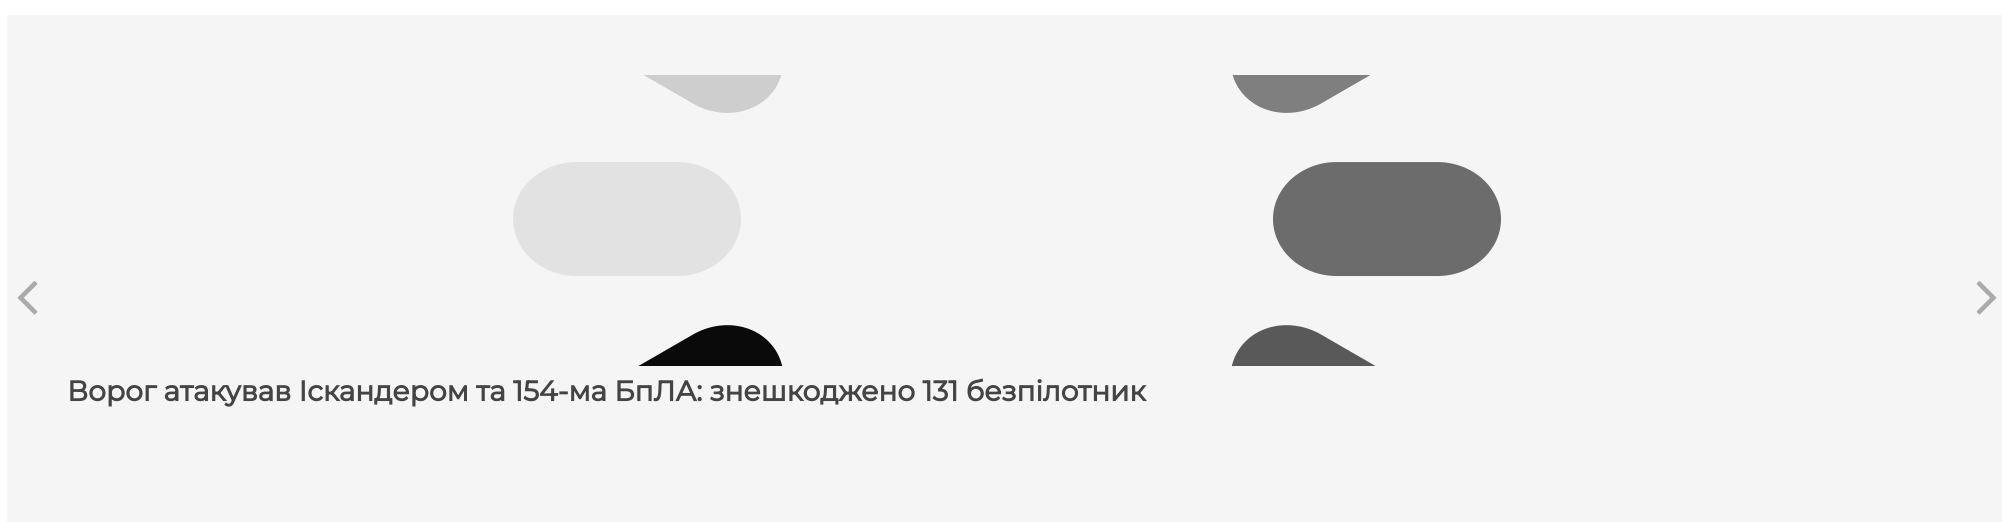 Ворог атакував Іскандером та 154-ма БпЛА: знешкоджено 131 безпілотник